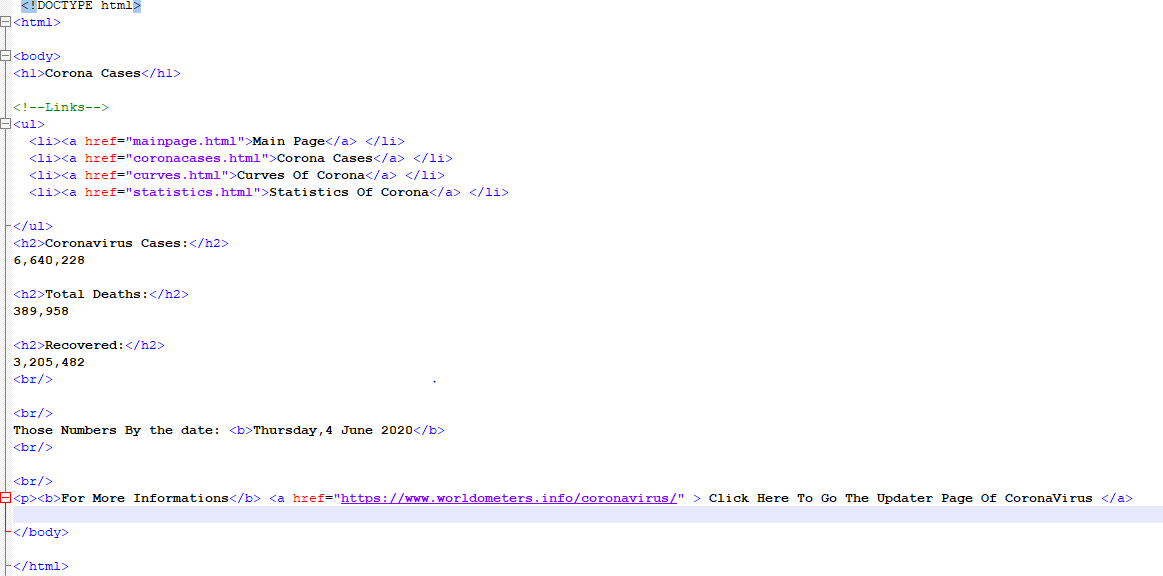 <!DOCTYPE html>
<html>
<body>
<h1>Corona Cases</h1>
<!--Links-->
<ul>
<li><a href="mainpage.html">Main Page</a> </li>
<li><a href="coronacases.html">Corona Cases</a> </li>
<li><a href="curves.html">Curves Of Corona</a> </li>
<li><a href="statistics.html">Statistics Of Corona</a> </li>
</ul>
<h2>Coronavirus Cases:</h2>
6,640,228
<h2>Total Deaths:</h2>
389,958
<h2>Recovered:</h2>
3,205,482
<br/>
<br/>
Those Numbers By the date: <b>Thursday,4 June 2020</b>
<br/>
<br/>
<p><b>For More Informations</b> <a href="https://www.worldometers.info/coronavirus/" > Click Here To Go The Updater Page Of CoronaVirus </a>
</body>
</html>